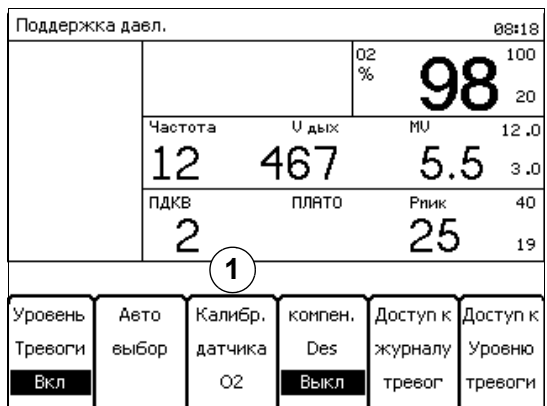 Поддержка давл. 08:18
O2 100
%
98
20
Частота V дых MV 12.0
12 467 5.5 3.0
ПДКВ ПЛАТО Рпик 40
2 25 19
1
Уровень Авто Калибр. компен. Доступ к Доступ к
Тревоги выбор датчика Des журналу Уровню
Вкл O2 Выкл тревог тревоги